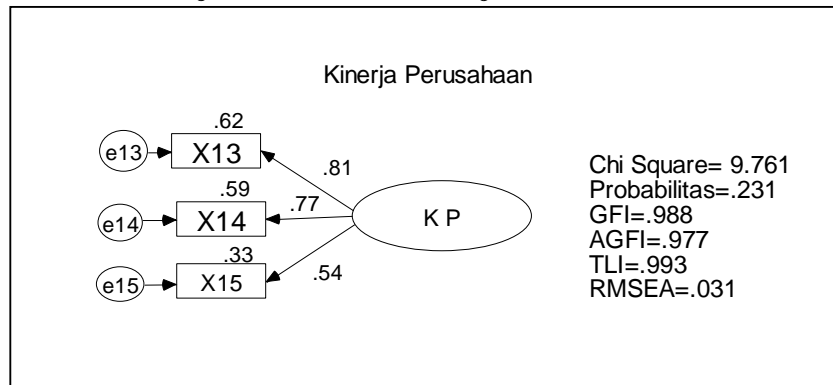 Kinerja Perusahaan
.62
e13
X13
.81
.59
e14
X14
.77
K P
.33
e15
X15
.54
Chi Square= 9.761
Probabilitas=.231
GFI=.988
AGFI=.977
TLI=.993
RMSEA=.031